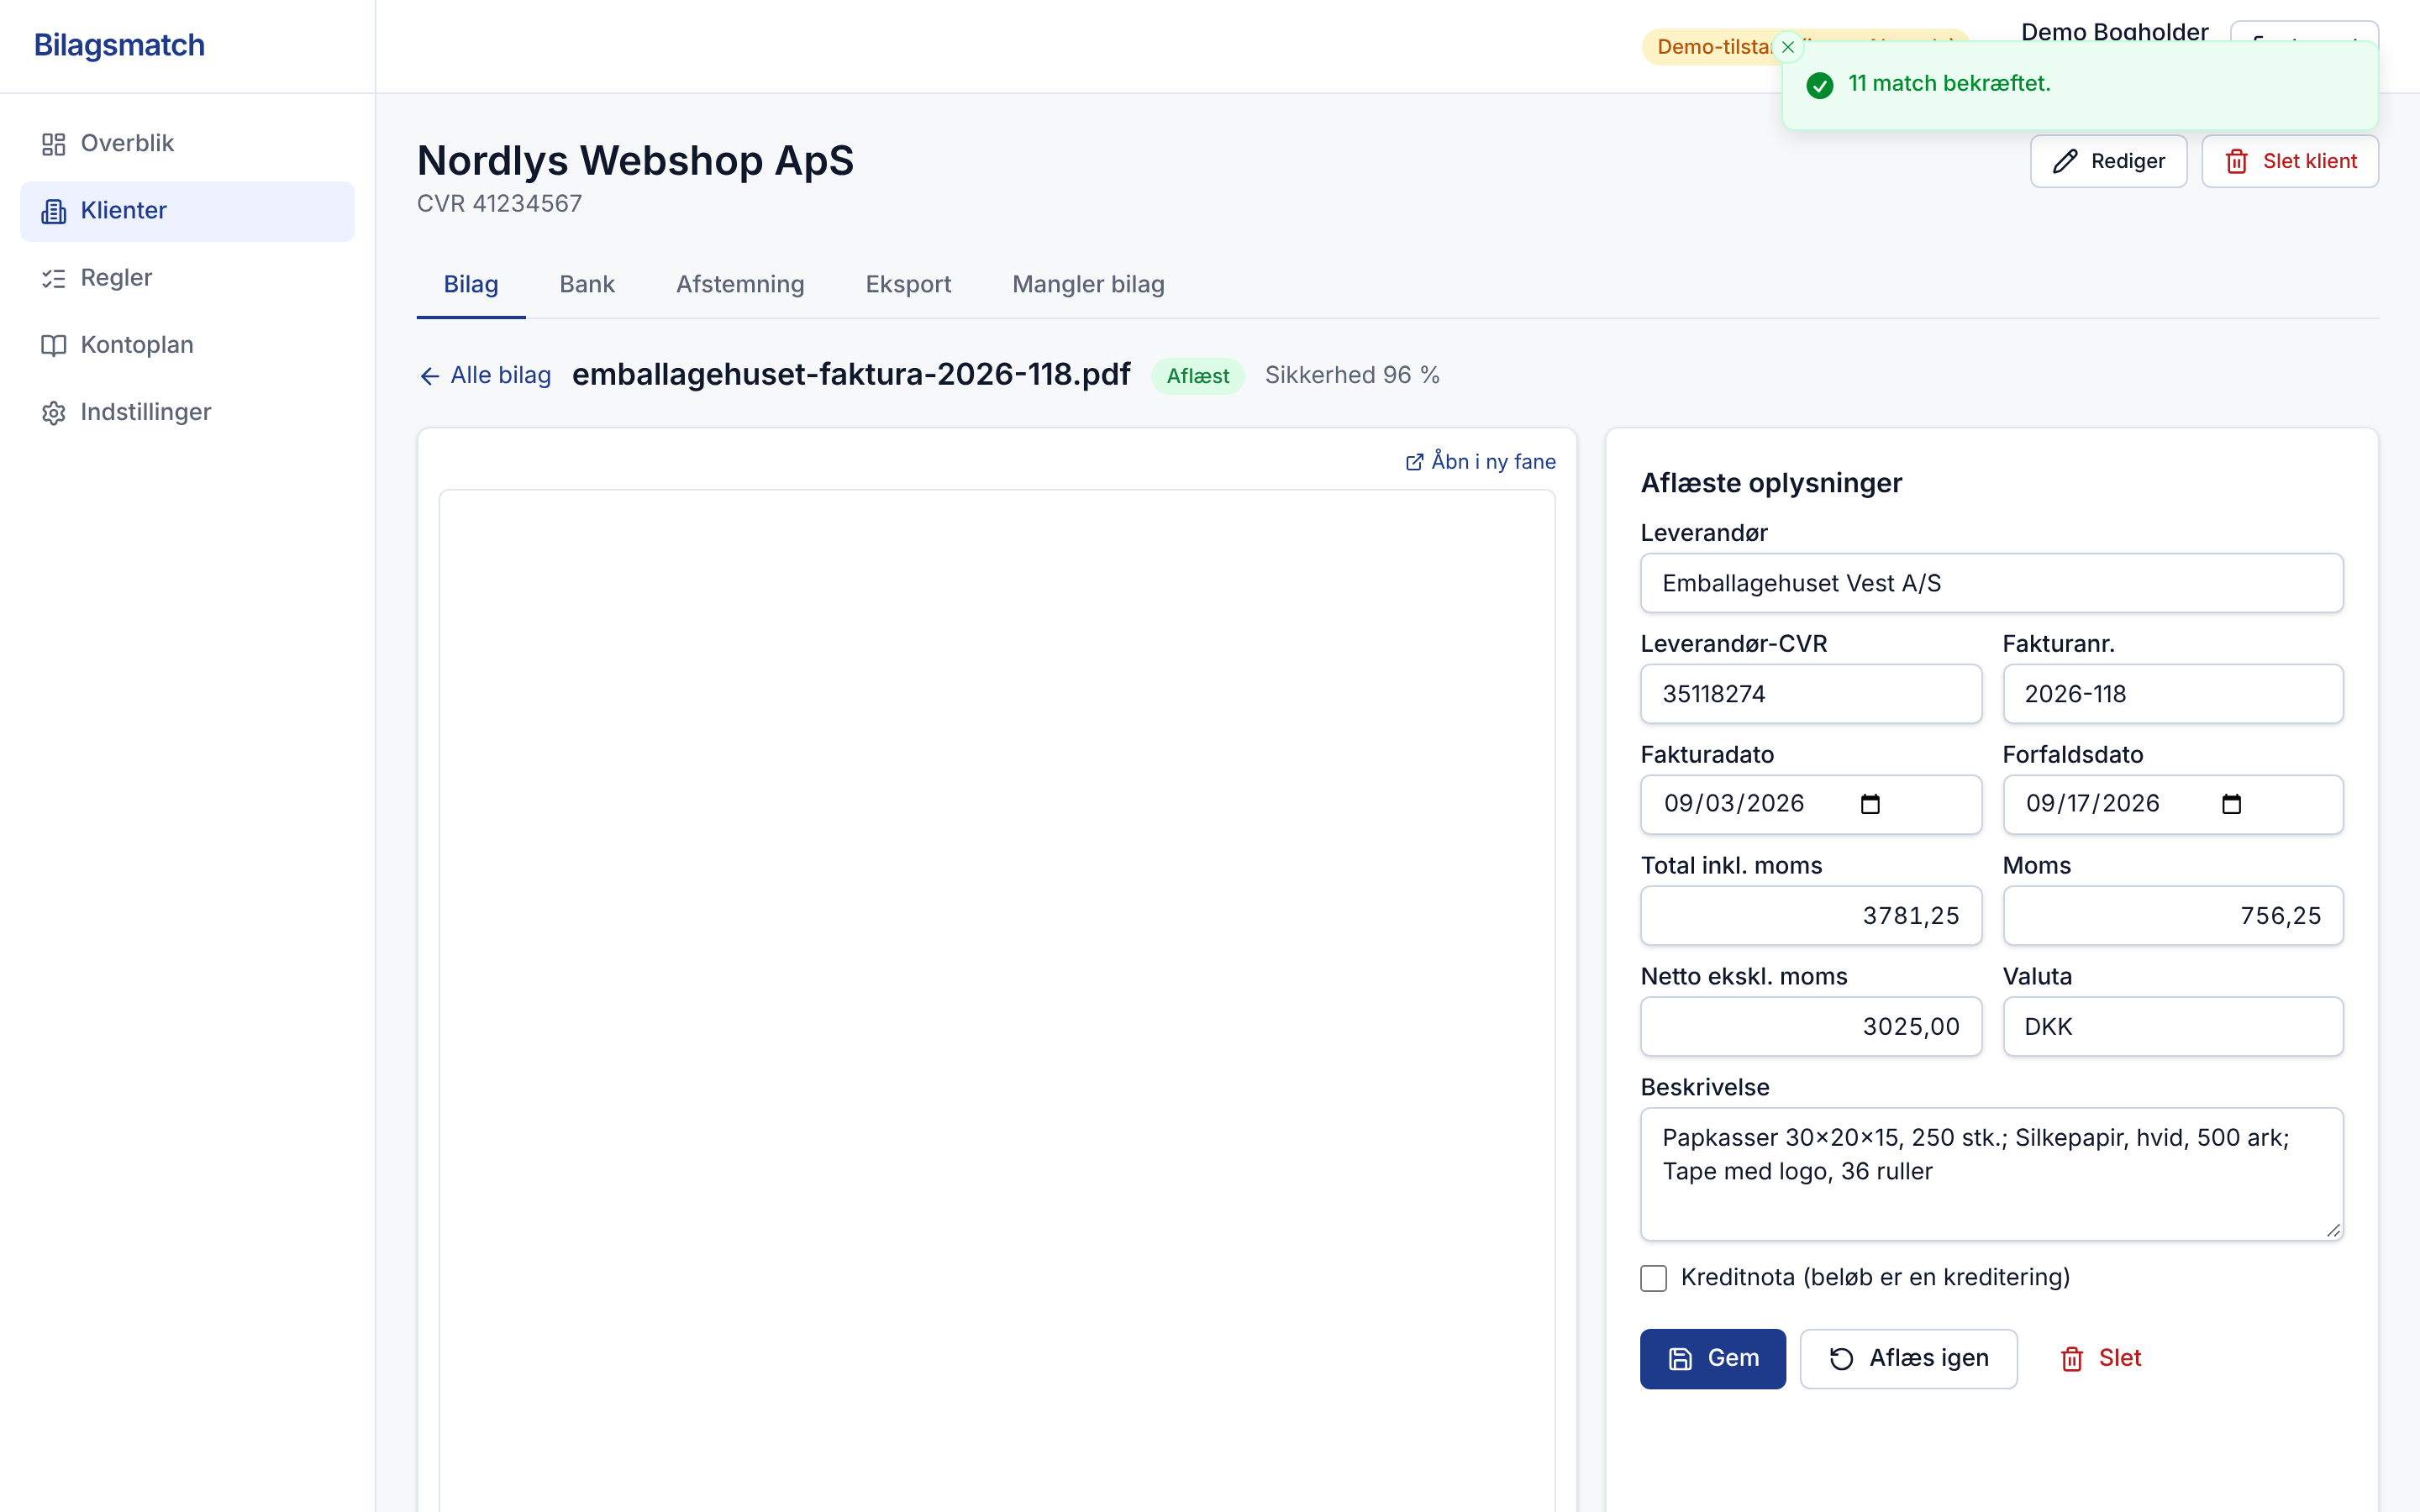 Bilagsmatch
Demo Bogholder
11 match bekræftet.
Overblik
Klienter
Regler
Kontoplan
Indstillinger
Nordlys Webshop ApS
CVR 41234567
Rediger
Slet klient
Bilag
Bank
Afstemning
Eksport
Mangler bilag
Alle bilag
emballagehuset-faktura-2026-118.pdf
Aflæst
Sikkerhed 96 %
Åbn i ny fane
Aflæste oplysninger
Leverandør
Emballagehuset Vest A/S
Leverandør-CVR
Fakturanr.
35118274
2026-118
Fakturadato
Forfaldsdato
09/03/2026
09/17/2026
Total inkl. moms
Moms
3781,25
756,25
Netto ekskl. moms
Valuta
3025,00
DKK
Beskrivelse
Papkasser 30×20×15, 250 stk.; Silkepapir, hvid, 500 ark;
Tape med logo, 36 ruller
Kreditnota (beløb er en kreditering)
Gem
Aflæs igen
Slet